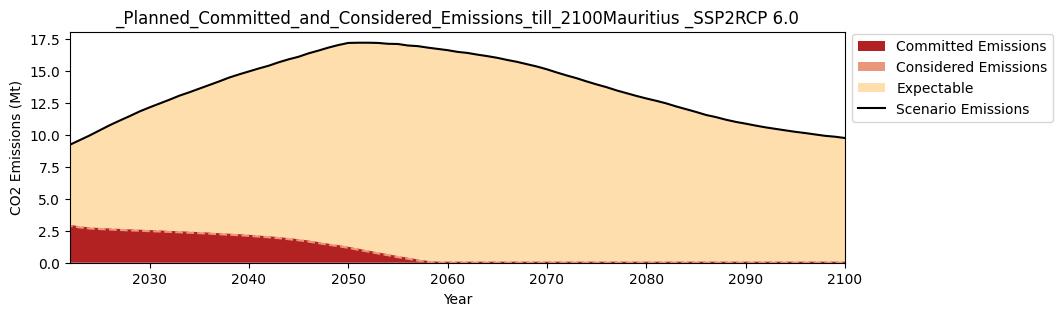 _Planned_Committed_and_Considered_Emissions_till_2100Mauritius _SSP2RCP 6.0
17.5
15.0
12.5
10.0
7.5
5.0
2.5
0.0
CO2 Emissions (Mt)
2030 2040 2050 2060 2070 2080 2090 2100
Year
Committed Emissions
Considered Emissions
Expectable
Scenario Emissions